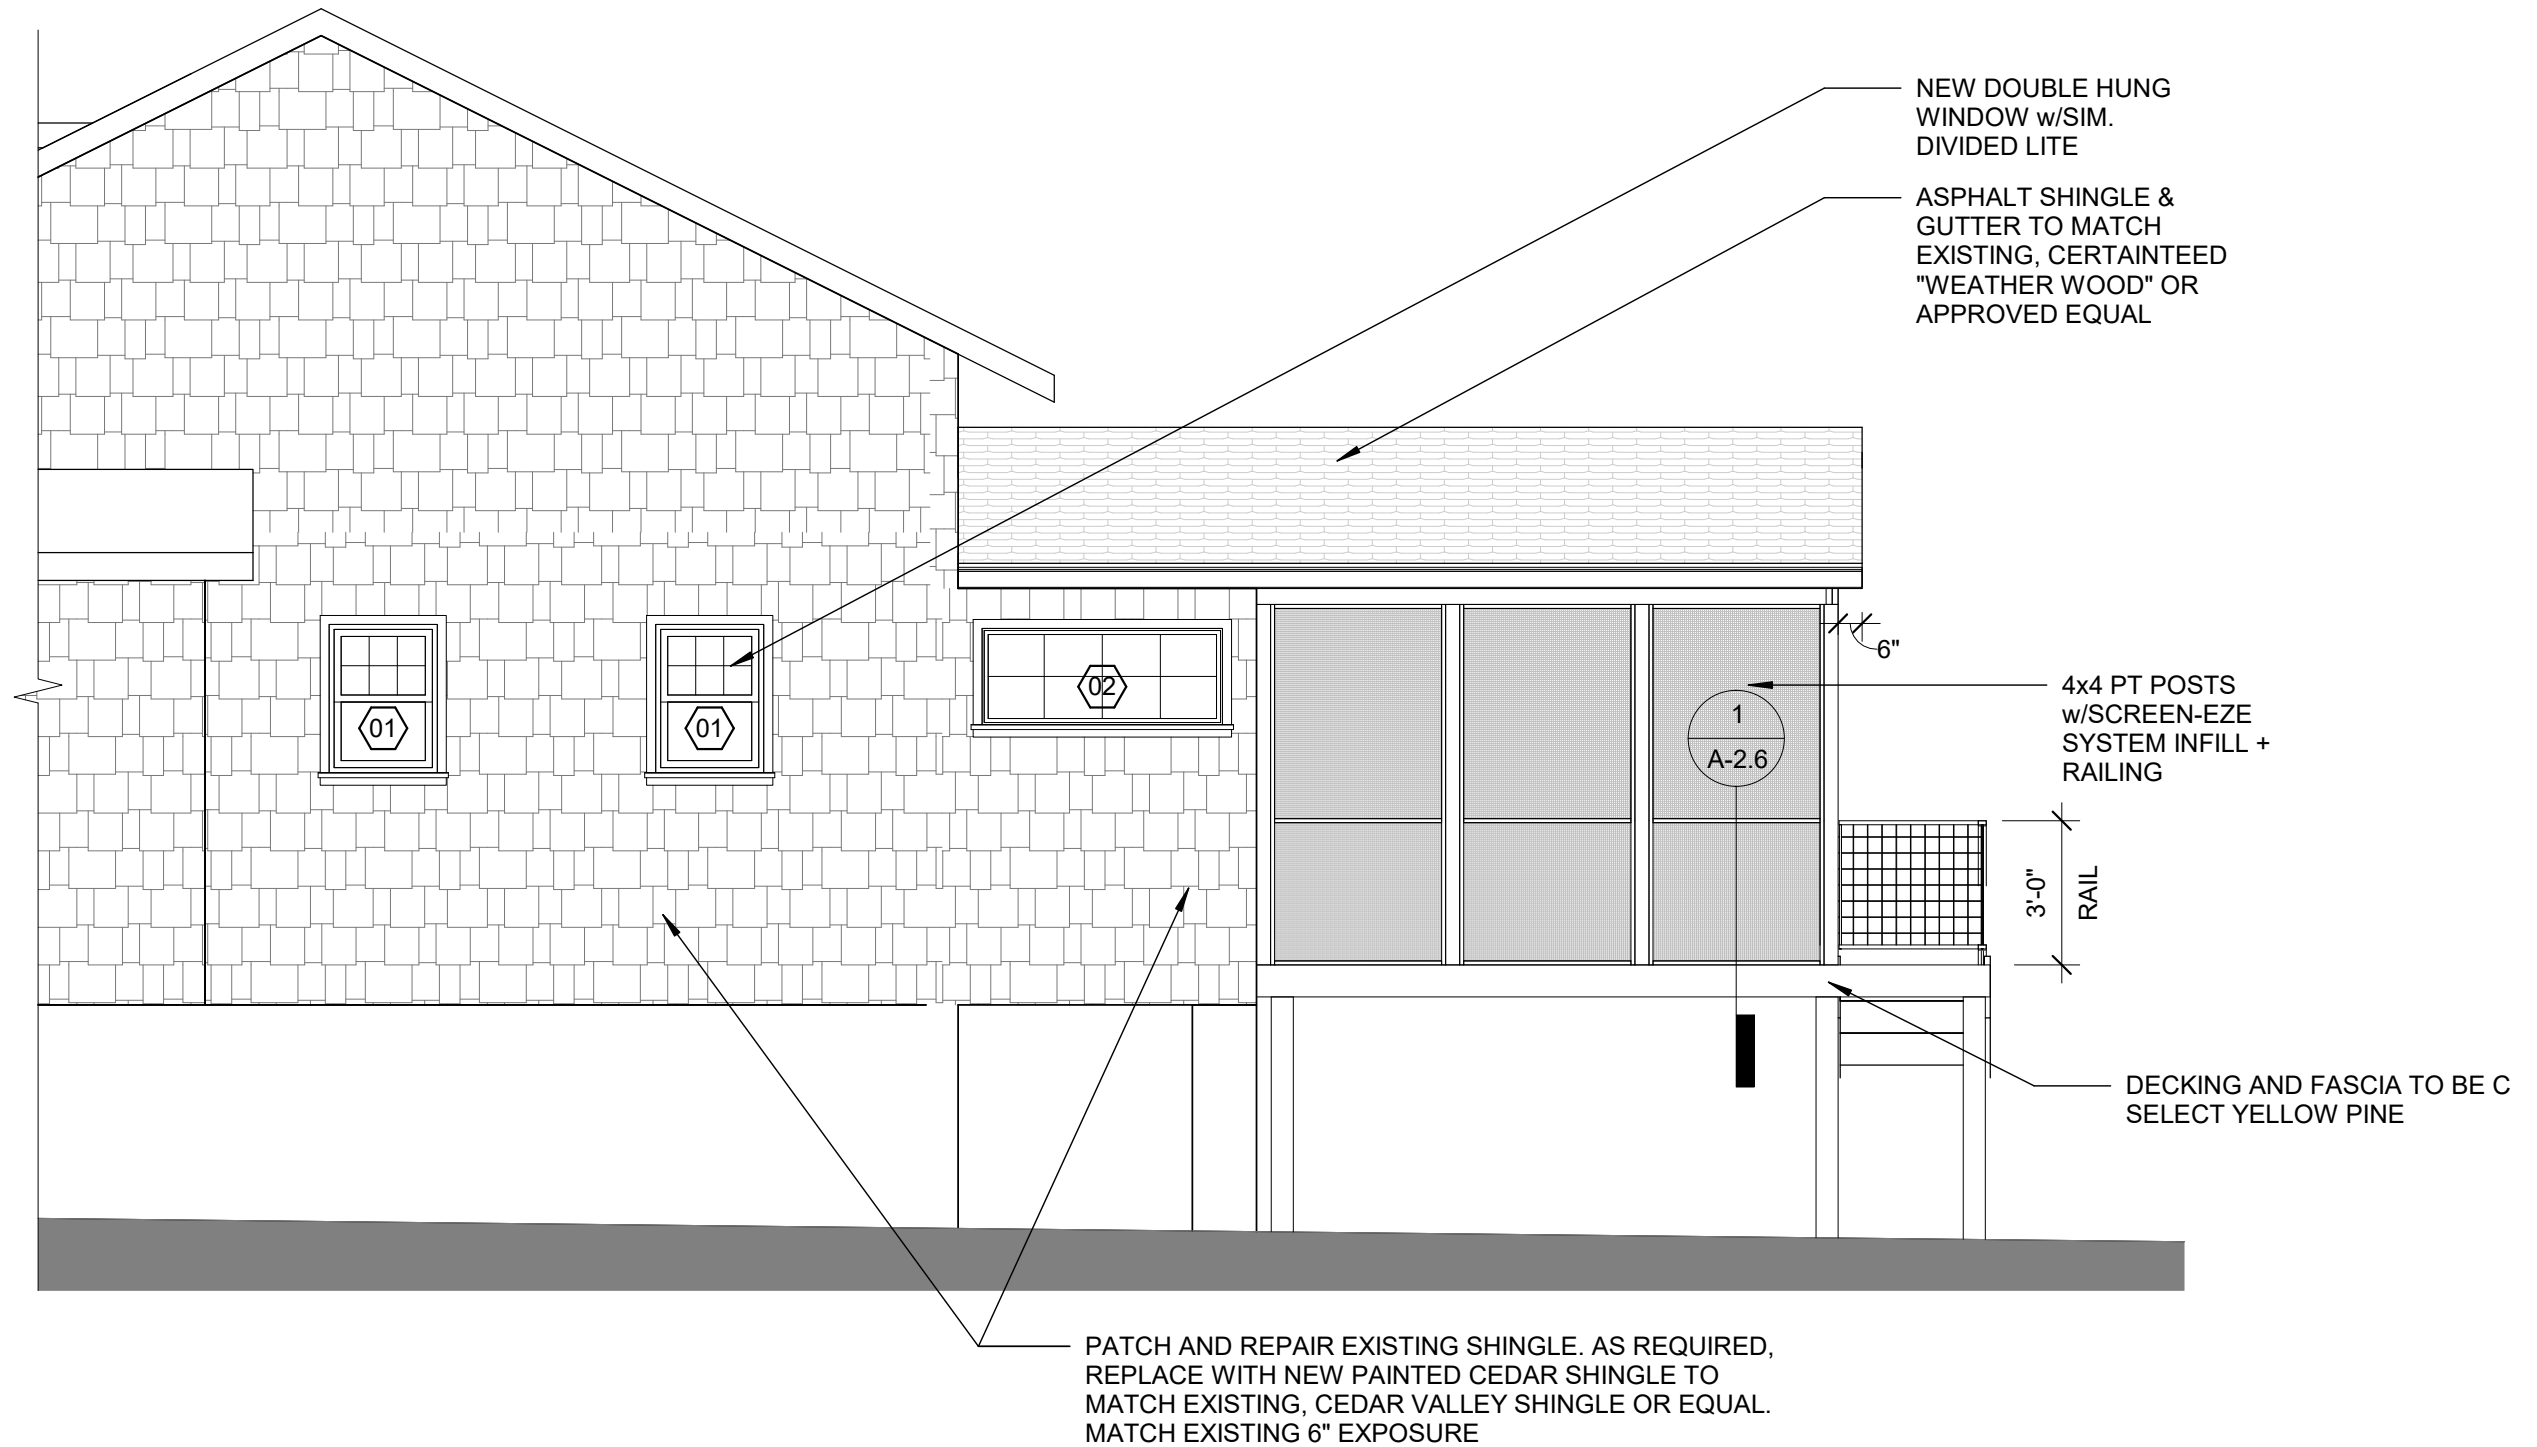 NEW DOUBLE HUNG
WINDOW w/SIM.
DIVIDED LITE
ASPHALT SHINGLE &
GUTTER TO MATCH
EXISTING, CERTAINTEED
"WEATHER WOOD" OR
APPROVED EQUAL
6"
4x4 PT POSTS
w/SCREEN-EZE
SYSTEM INFILL +
RAILING
01
01
02
1
A-2.6
3'-0"
RAIL
DECKING AND FASCIA TO BE C
SELECT YELLOW PINE
PATCH AND REPAIR EXISTING SHINGLE. AS REQUIRED,
REPLACE WITH NEW PAINTED CEDAR SHINGLE TO
MATCH EXISTING, CEDAR VALLEY SHINGLE OR EQUAL.
MATCH EXISTING 6" EXPOSURE